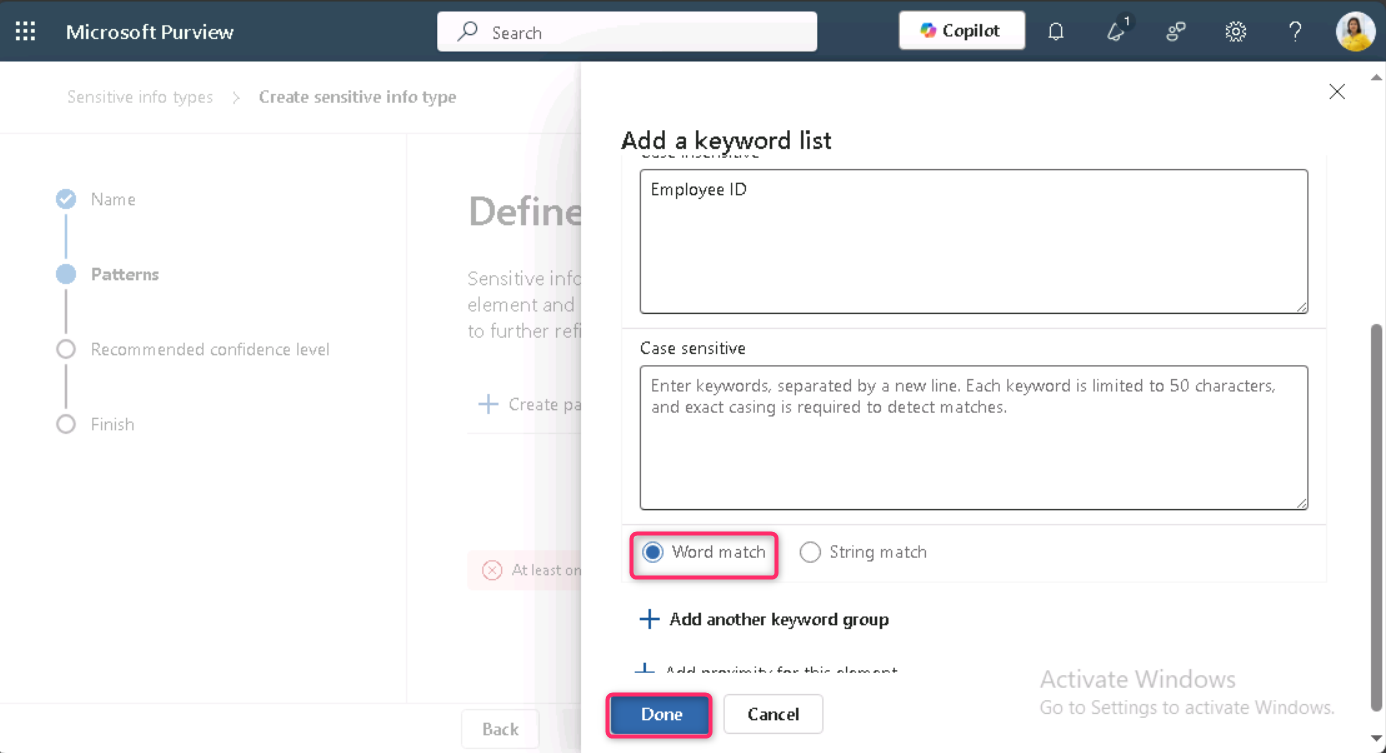 Microsoft Purview
Search
Copilot
1
?
Sensitive info types > Create sensitive info type
Name
Patterns
Recommended confidence level
Finish
Define
Sensitive info
element and
to further refi
Create pa
At least on
Back
Add a keyword list
Case insensitive
Employee ID
Case sensitive
Enter keywords, separated by a new line. Each keyword is limited to 50 characters,
and exact casing is required to detect matches.
Word match
String match
Add another keyword group
Add proximity for this element
Done
Cancel
Activate Windows
Go to Settings to activate Windows.